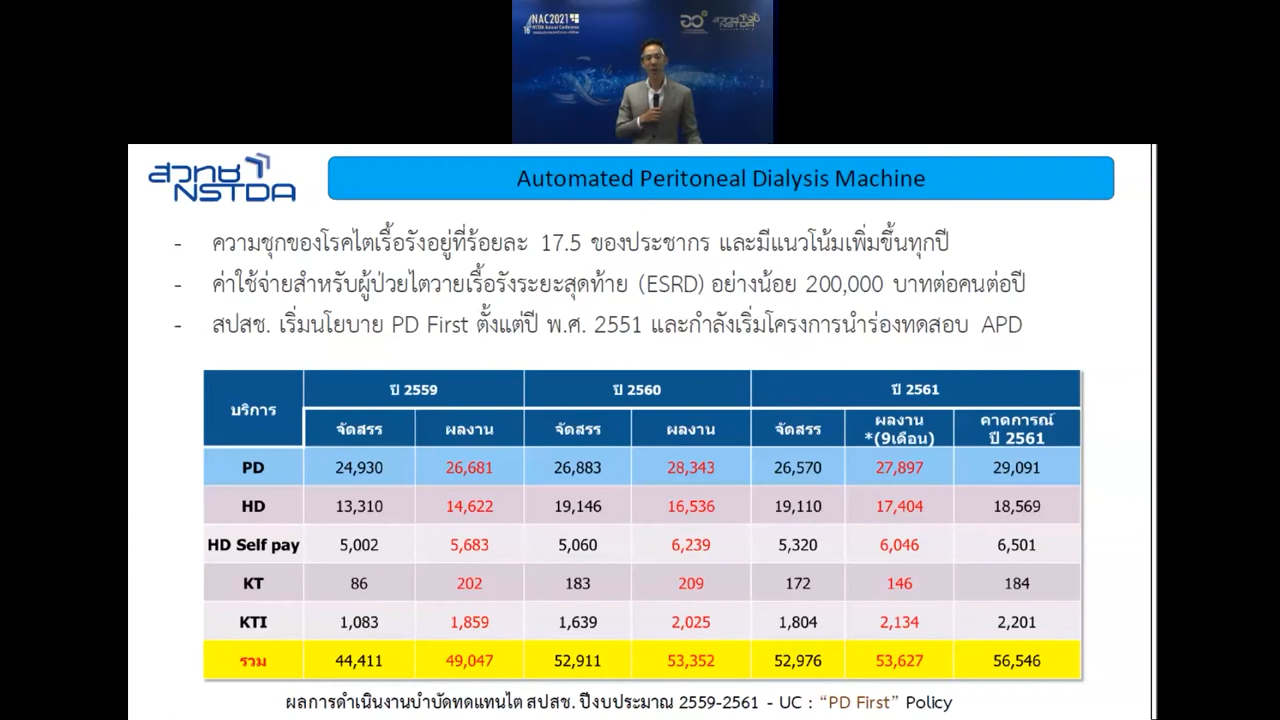 NAC2021
NSTDA Annual Conference
สวทช
NSTDA
สวทช
NSTDA
Automated Peritoneal Dialysis Machine
- ความชุกของโรคไตเรื้อรังอยู่ที่ร้อยละ 17.5 ของประชากร และมีแนวโน้มเพิ่มขึ้นทุกปี
- ค่าใช้จ่ายสำหรับผู้ป่วยไตวายเรื้อรังระยะสุดท้าย (ESRD) อย่างน้อย 200,000 บาทต่อคนต่อปี
- สปสช. เริ่มนโยบาย PD First ตั้งแต่ปี พ.ศ. 2551 และกำลังเริ่มโครงการนำร่องทดสอบ APD
บริการ ปี 2559 ปี 2560 ปี 2561
จัดสรร ผลงาน จัดสรร ผลงาน จัดสรร ผลงาน *(9เดือน) คาดการณ์ ปี 2561
PD 24,930 26,681 26,883 28,343 26,570 27,897 29,091
HD 13,310 14,622 19,146 16,536 19,110 17,404 18,569
HD Self pay 5,002 5,683 5,060 6,239 5,320 6,046 6,501
KT 86 202 183 209 172 146 184
KTI 1,083 1,859 1,639 2,025 1,804 2,134 2,201
รวม 44,411 49,047 52,911 53,352 52,976 53,627 56,546
ผลการดำเนินงานบำบัดทดแทนไต สปสช. ปีงบประมาณ 2559-2561 - UC : “PD First” Policy